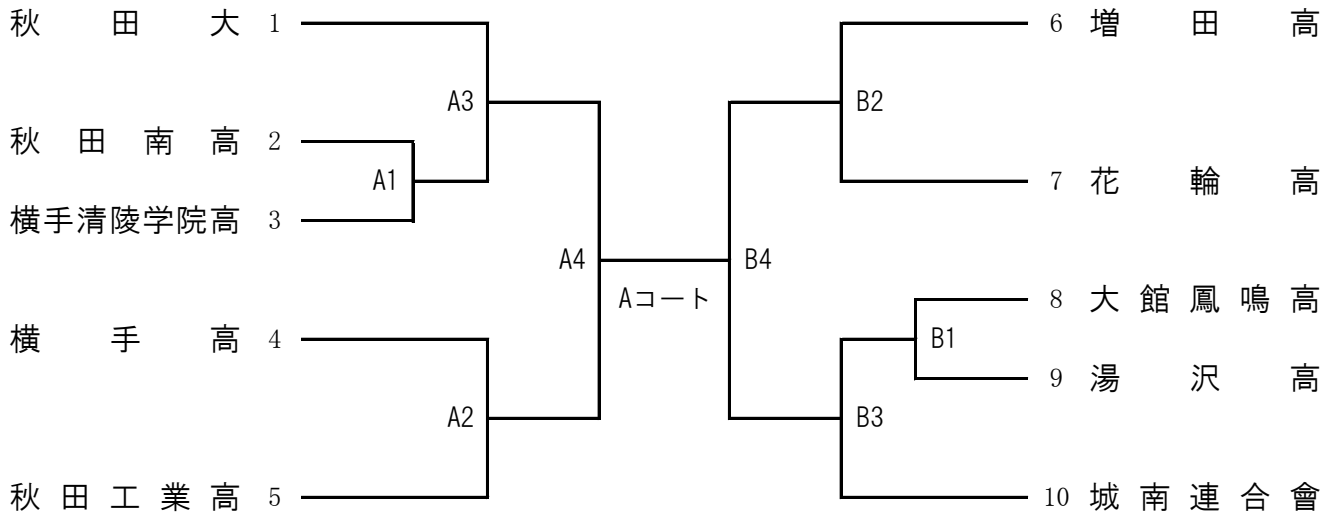 秋田大 1
A3
秋田南高 2
A1
横手清陵学院高 3
A4
横手高 4
A2
秋田工業高 5
Aコート
6 増田高
B2
7 花輪高
B4
8 大館鳳鳴高
B1
9 湯沢高
B3
10 城南連合會